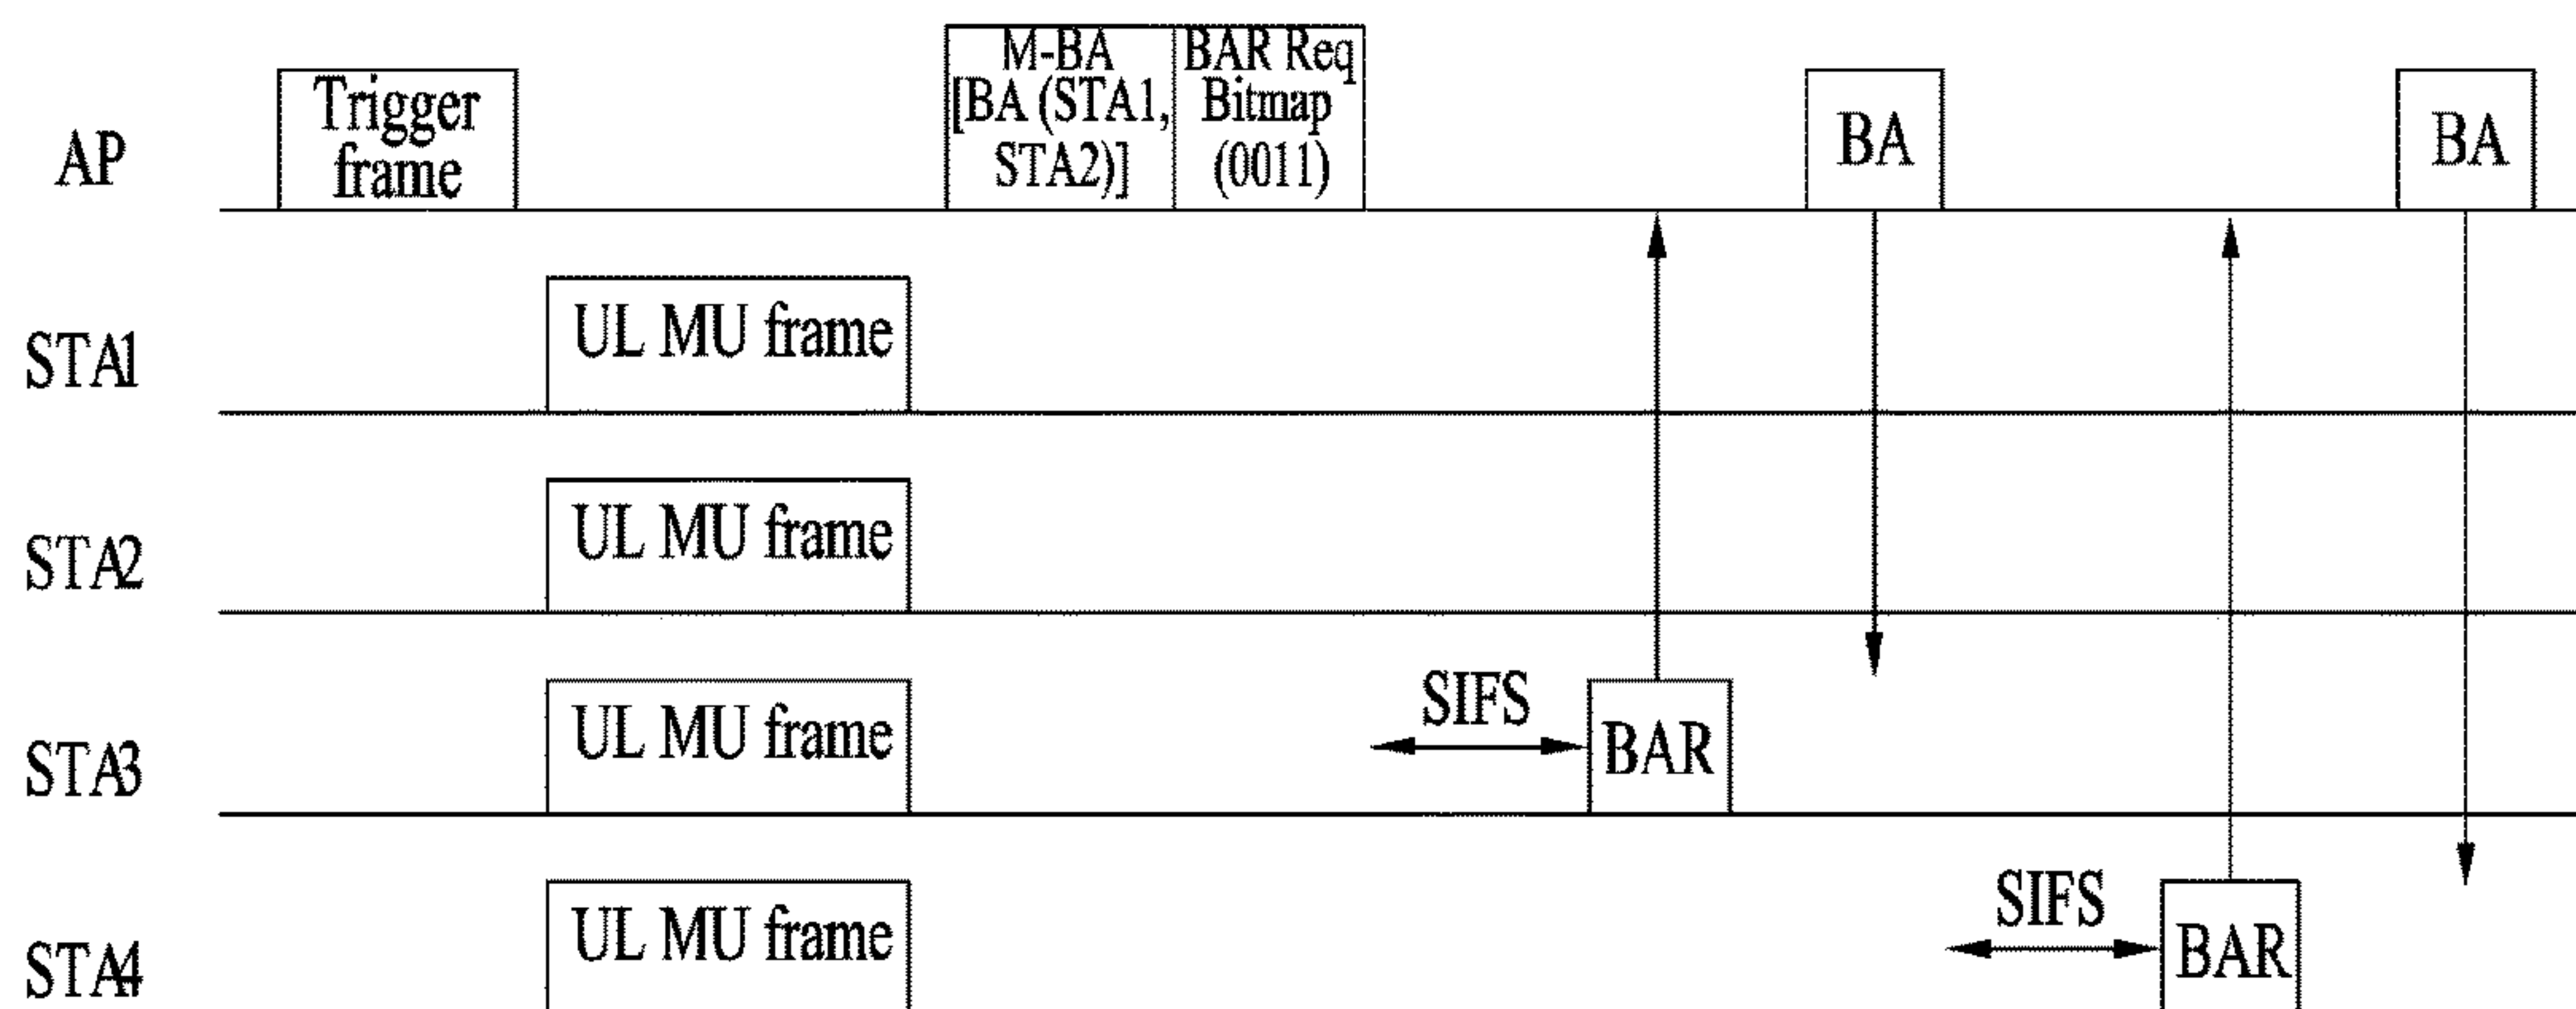 AP
Trigger
frame
M-BA
[BA (STA1,
STA2)]
BAR Req
Bitmap
(0011)
BA
BA
STA1
UL MU frame
STA2
UL MU frame
STA3
UL MU frame
SIFS
BAR
STA4
UL MU frame
SIFS
BAR